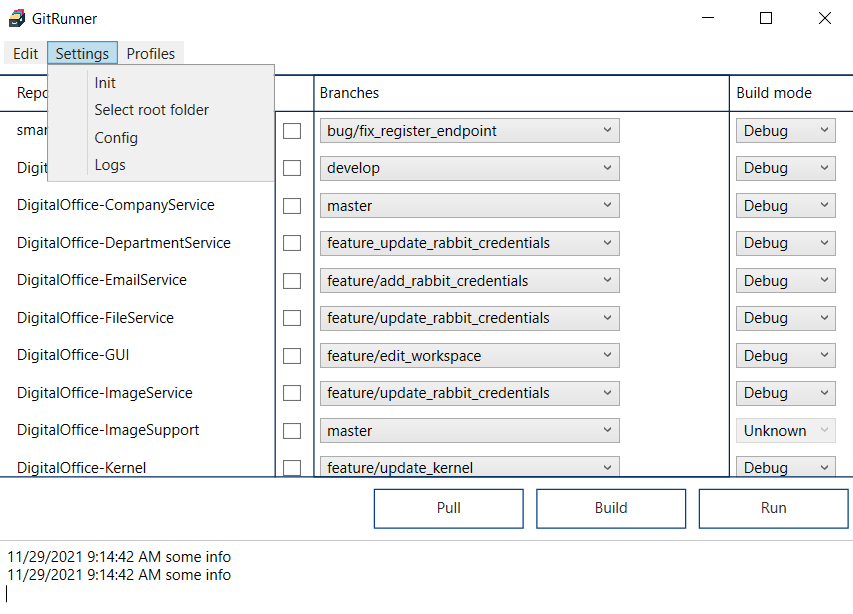 GitRunner
Edit Settings Profiles
Init
Select root folder
Config
Logs
Branches Build mode
bug/fix_register_endpoint Debug
develop Debug
DigitalOffice-CompanyService master Debug
DigitalOffice-DepartmentService feature_update_rabbit_credentials Debug
DigitalOffice-EmailService feature/add_rabbit_credentials Debug
DigitalOffice-FileService feature/update_rabbit_credentials Debug
DigitalOffice-GUI feature/edit_workspace Debug
DigitalOffice-ImageService feature/update_rabbit_credentials Debug
DigitalOffice-ImageSupport master Unknown
DigitalOffice-Kernel feature/update_kernel Debug
Pull Build Run
11/29/2021 9:14:42 AM some info
11/29/2021 9:14:42 AM some info